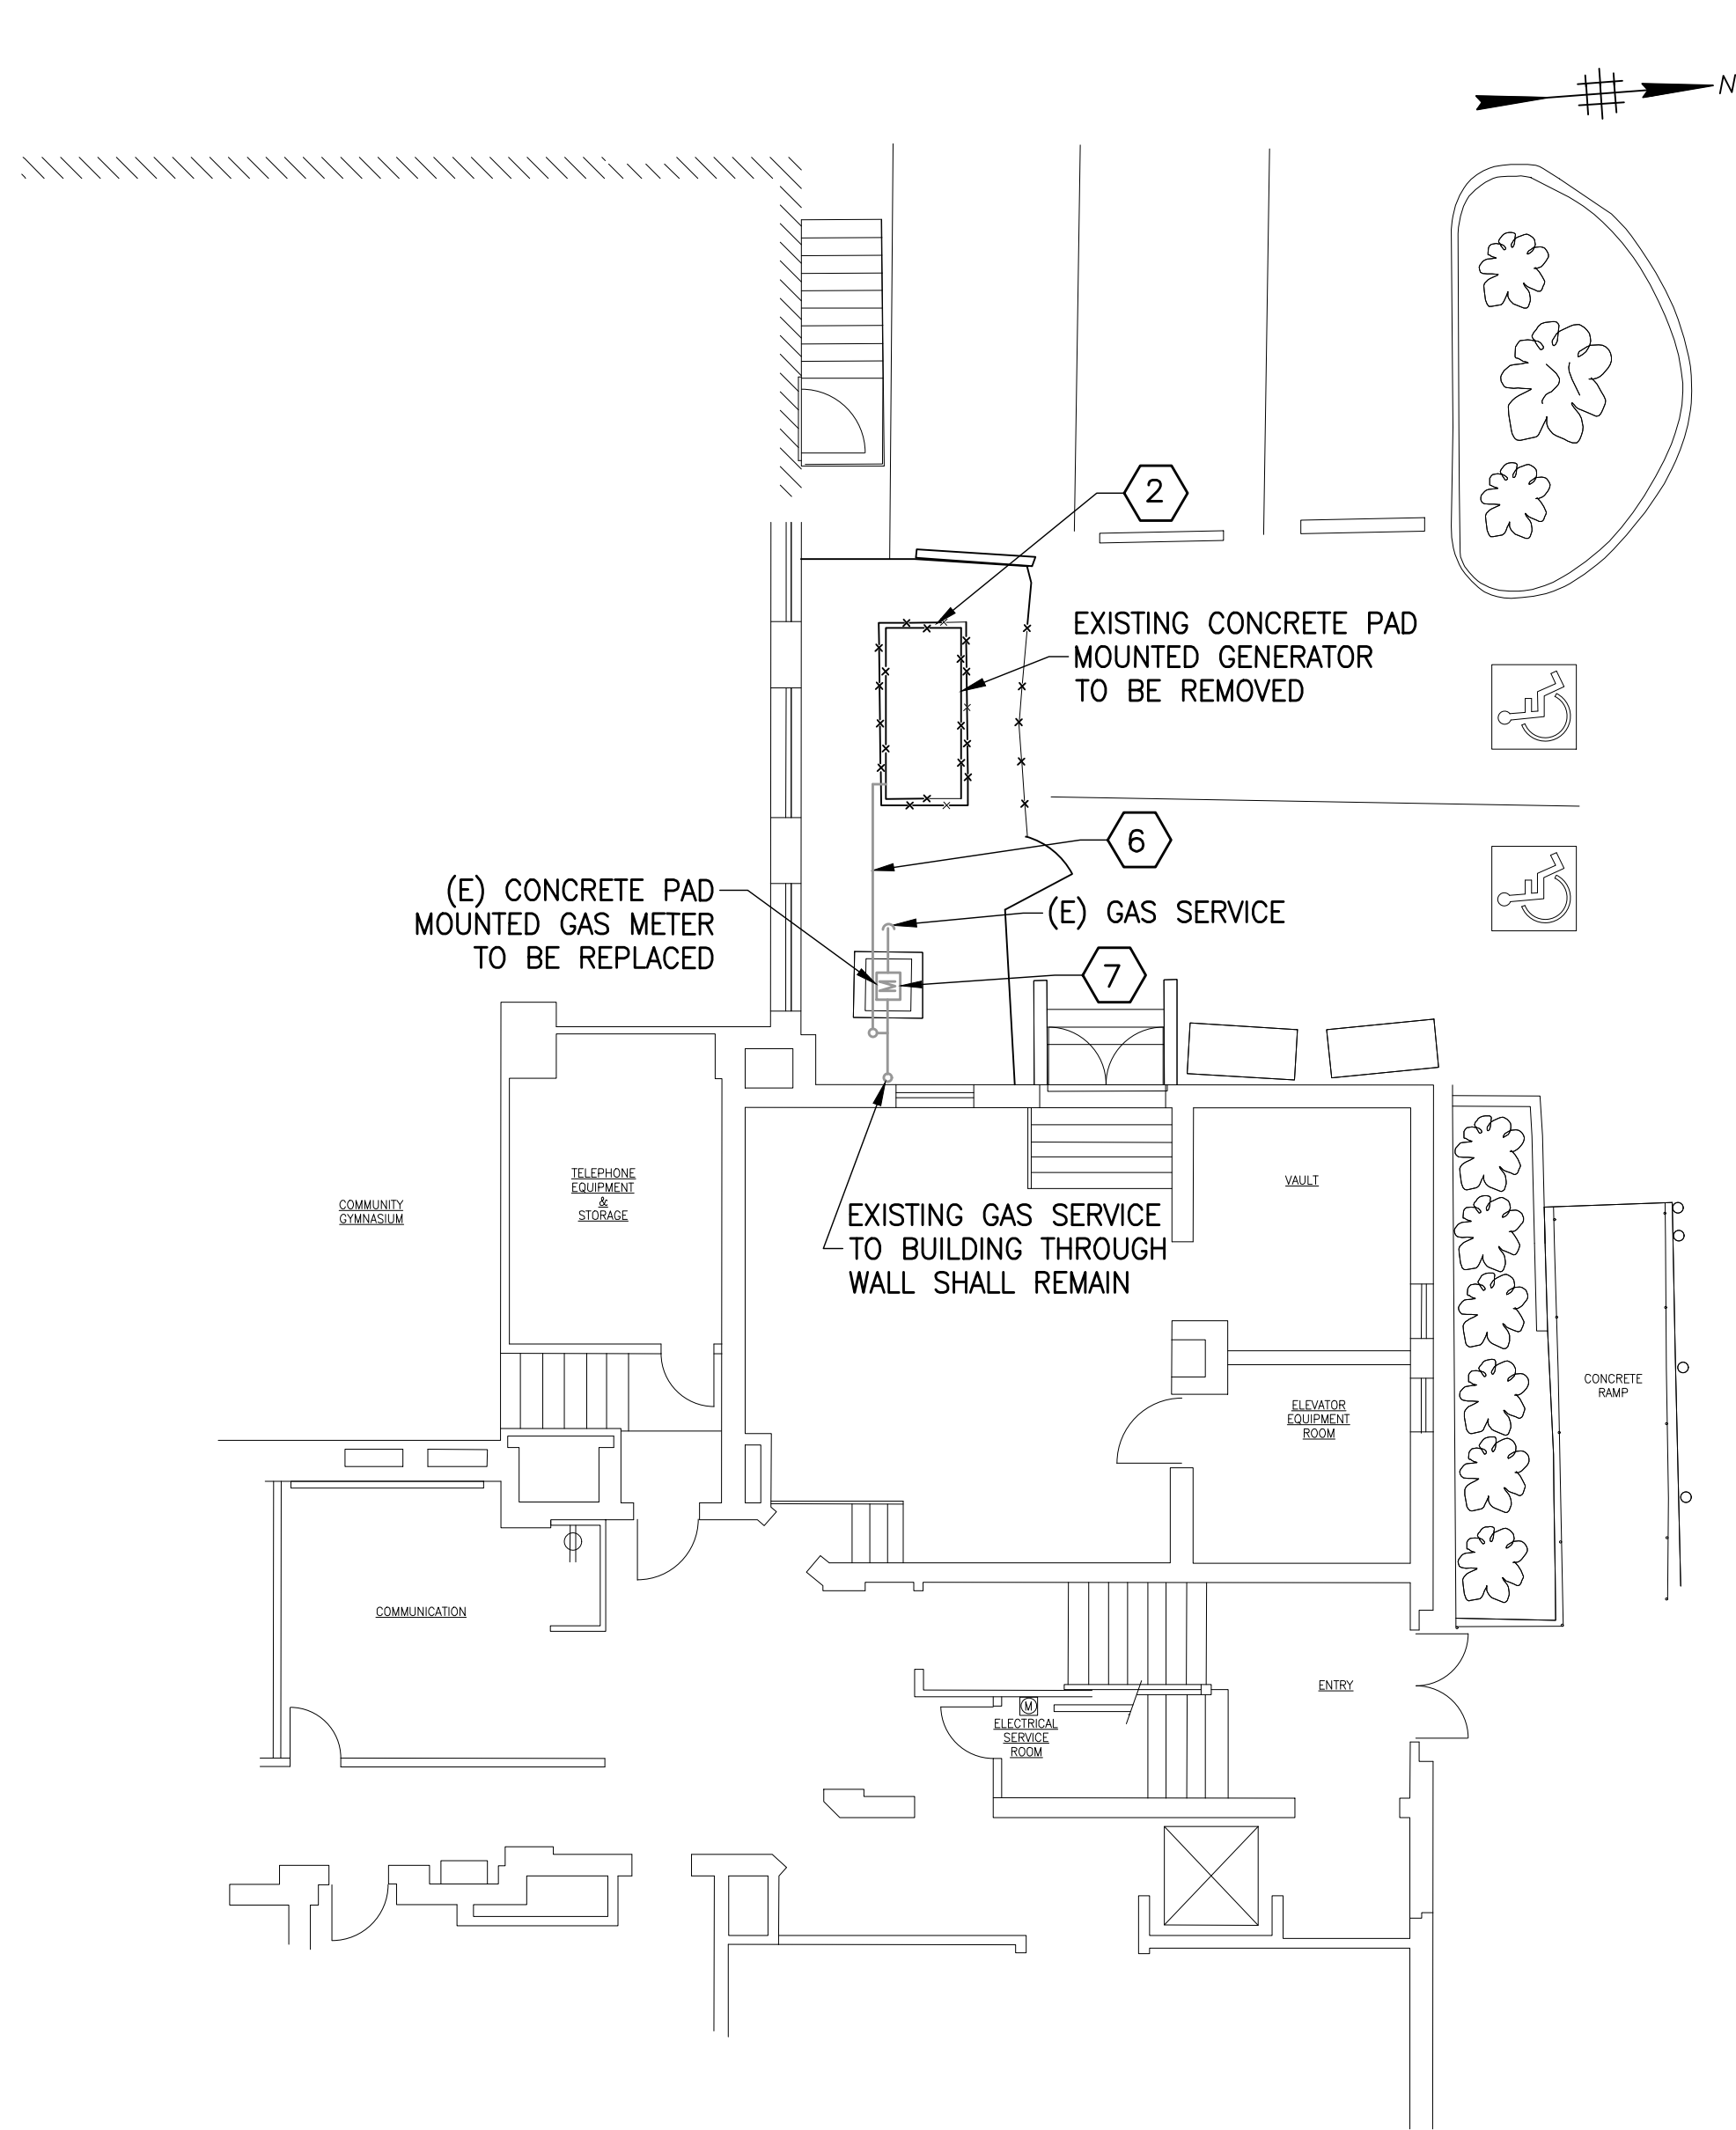 N
2
EXISTING CONCRETE PAD
MOUNTED GENERATOR
TO BE REMOVED
6
(E) CONCRETE PAD
MOUNTED GAS METER
TO BE REPLACED
(E) GAS SERVICE
7
M
TELEPHONE
EQUIPMENT
&
STORAGE
COMMUNITY
GYMNASIUM
VAULT
EXISTING GAS SERVICE
TO BUILDING THROUGH
WALL SHALL REMAIN
CONCRETE
RAMP
ELEVATOR
EQUIPMENT
ROOM
COMMUNICATION
ENTRY
M
ELECTRICAL
SERVICE
ROOM